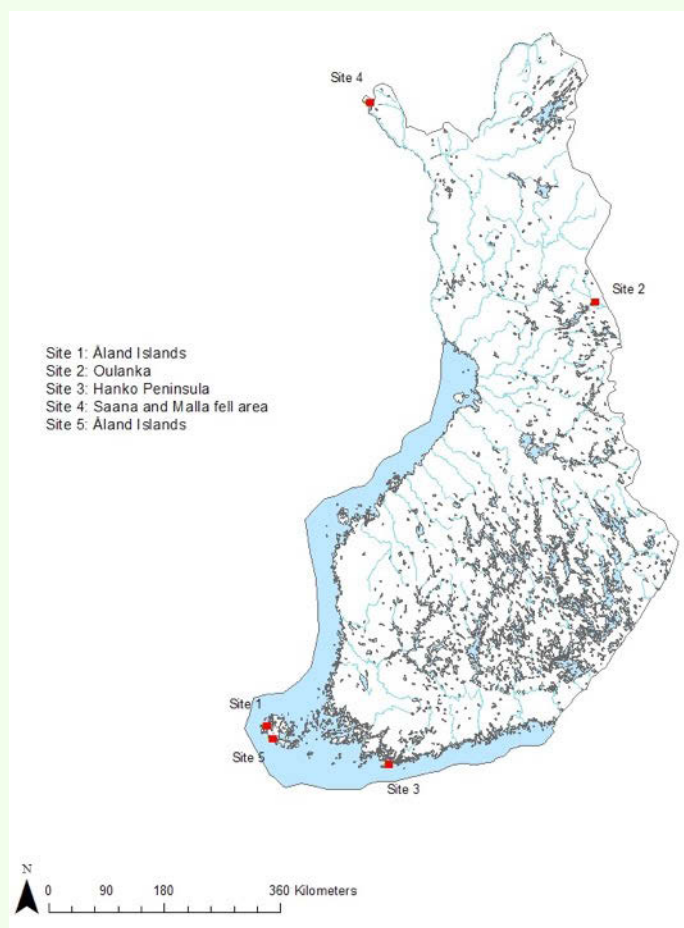 Site 4
Site 2
Site 1: Åland Islands
Site 2: Oulanka
Site 3: Hanko Peninsula
Site 4: Saana and Malla fell area
Site 5: Åland Islands
Site 1
Site 5
Site 3
N
0 90 180 360 Kilometers